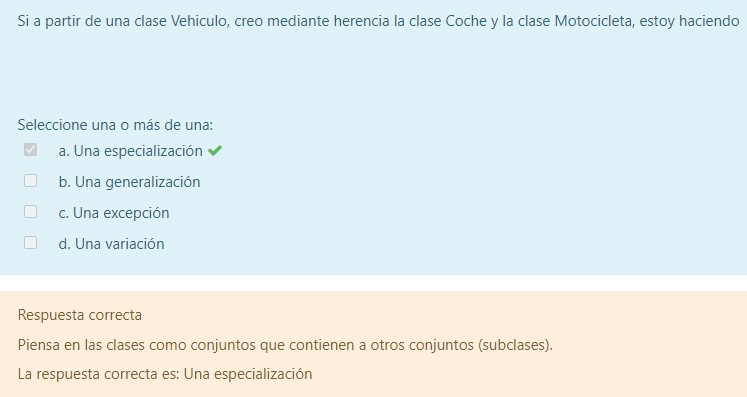 Si a partir de una clase Vehiculo, creo mediante herencia la clase Coche y la clase Motocicleta, estoy haciendo
Seleccione una o más de una:
a. Una especialización
b. Una generalización
c. Una excepción
d. Una variación
Respuesta correcta
Piensa en las clases como conjuntos que contienen a otros conjuntos (subclases).
La respuesta correcta es: Una especialización